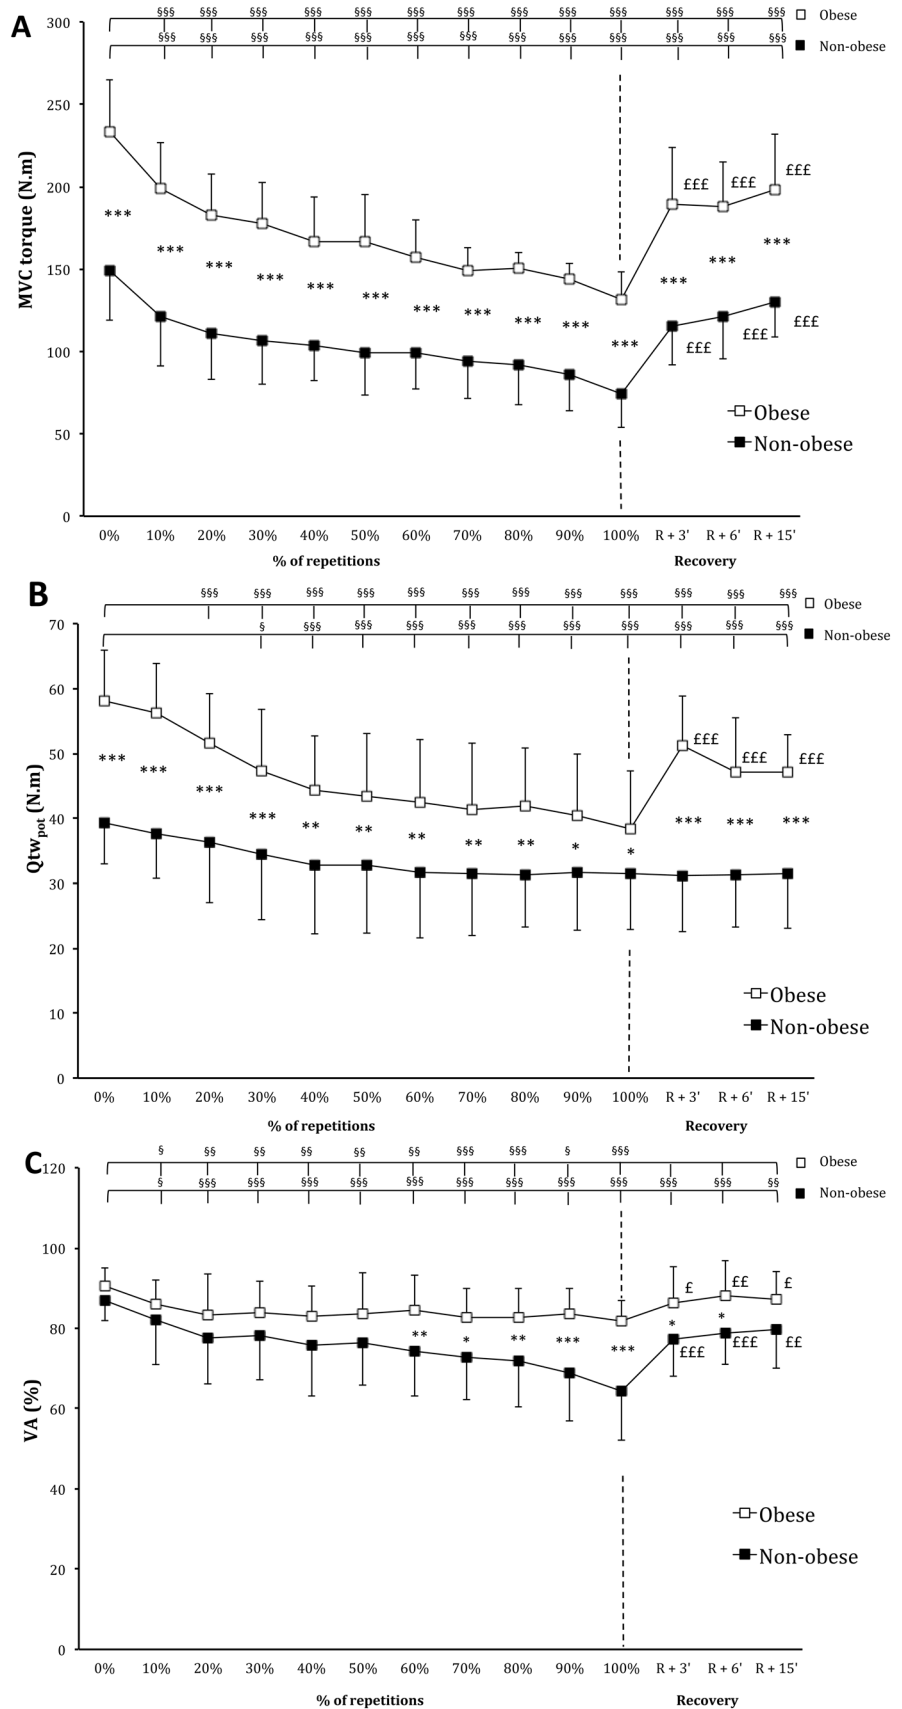 A
§§§ §§§ §§§ §§§ §§§ §§§ §§§ §§§ §§§ §§§ §§§ §§§ §§§
Obese
§§§ §§§ §§§ §§§ §§§ §§§ §§§ §§§ §§§ §§§ §§§ §§§ §§§
Non-obese
MVC torque (N.m)
300
250
200
150
100
50
0
£££ £££ £££
*** *** *** *** *** *** *** *** *** *** *** *** *** ***
£££ £££ £££
Obese
Non-obese
0% 10% 20% 30% 40% 50% 60% 70% 80% 90% 100% R + 3' R + 6' R + 15'
% of repetitions Recovery
B
§§§ §§§ §§§ §§§ §§§ §§§ §§§ §§§ §§§ §§§ §§§ §§§
Obese
§ §§§ §§§ §§§ §§§ §§§ §§§ §§§ §§§ §§§ §§§
Non-obese
Qtwpot (N.m)
70
60
50
40
30
20
10
0
£££ £££ £££
*** *** *** *** ** ** ** ** ** * * *** *** ***
Obese
Non-obese
0% 10% 20% 30% 40% 50% 60% 70% 80% 90% 100% R + 3' R + 6' R + 15'
% of repetitions Recovery
C
§ §§ §§ §§ §§ §§ §§§ §§§ § §§§
Obese
§ §§§ §§§ §§§ §§§ §§§ §§§ §§§ §§§ §§§ §§§ §§§ §§
Non-obese
VA (%)
120
100
80
60
40
20
0
£ ££ £
** * ** *** *** * *
£££ £££ ££
Obese
Non-obese
0% 10% 20% 30% 40% 50% 60% 70% 80% 90% 100% R + 3' R + 6' R + 15'
% of repetitions Recovery